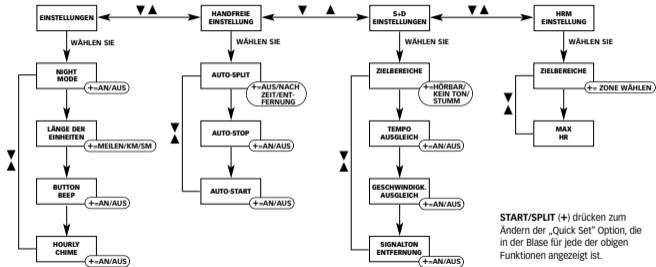 EINSTELLUNGEN
▼▲
HANDFREIE
EINSTELLUNG
▼ ▲
S+D
EINSTELLUNGEN
▼ ▲
HRM
EINSTELLUNG
WÄHLEN SIE
WÄHLEN SIE
WÄHLEN SIE
WÄHLEN SIE
NIGHT
MODE
+=AN/AUS
LÄNGE DER
EINHEITEN
+=MEILEN/KM/SM
▼
▲
BUTTON
BEEP
+=AN/AUS
HOURLY
CHIME
+=AN/AUS
AUTO-SPLIT
+=AUS/NACH
ZEIT/ENT-
FERNUNG
AUTO-STOP
+=AN/AUS
▼
▲
AUTO-START
+=AN/AUS
ZIELBEREICHE
+=HÖRBAR/
KEIN TON/
STUMM
TEMPO
AUSGLEICH
+=AN/AUS
▼
▲
GESCHWINDIGK.
AUSGLEICH
+=AN/AUS
SIGNALTON
ENTFERNUNG
+=AN/AUS
ZIELBEREICHE
+= ZONE WÄHLEN
▼
▲
MAX
HR
START/SPLIT (+) drücken zum
Ändern der „Quick Set“ Option, die
in der Blase für jede der obigen
Funktionen angezeigt ist.